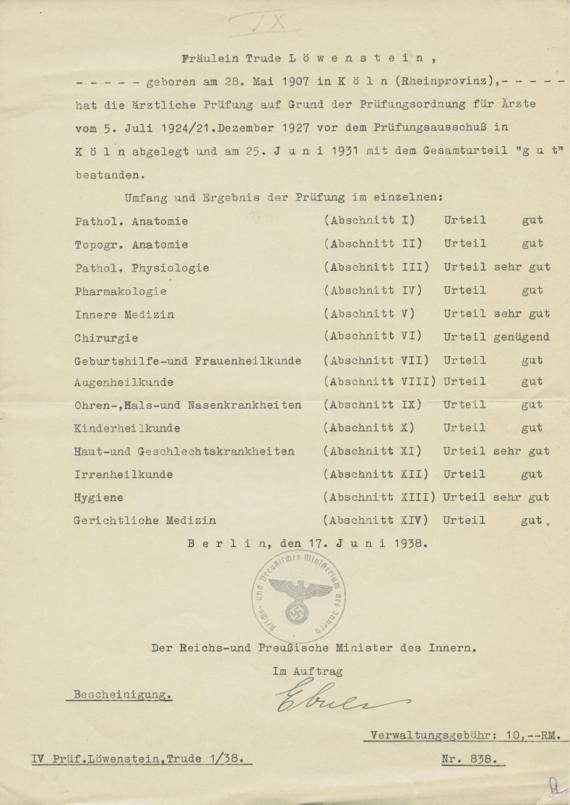 IX
Fräulein Trude L ö w e n s t e i n ,
- - - - - geboren am 28. Mai 1907 in K ö l n (Rheinprovinz),- - - - -
hat die ärztliche Prüfung auf Grund der Prüfungsordnung für Ärzte
vom 5. Juli 1924/21.Dezember 1927 vor dem Prüfungsausschuß in
K ö l n abgelegt und am 25. J u n i 1931 mit dem Gesamturteil "g u t"
bestanden.
Umfang und Ergebnis der Prüfung im einzelnen:
Pathol. Anatomie (Abschnitt I) Urteil gut
Topogr. Anatomie (Abschnitt II) Urteil gut
Pathol. Physiologie (Abschnitt III) Urteil sehr gut
Pharmakologie (Abschnitt IV) Urteil gut
Innere Medizin (Abschnitt V) Urteil sehr gut
Chirurgie (Abschnitt VI) Urteil genügend
Geburtshilfe-und Frauenheilkunde (Abschnitt VII) Urteil gut
Augenheilkunde (Abschnitt VIII) Urteil gut
Ohren-,Hals-und Nasenkrankheiten (Abschnitt IX) Urteil gut
Kinderheilkunde (Abschnitt X) Urteil gut
Haut-und Geschlechtskrankheiten (Abschnitt XI) Urteil sehr gut
Irrenheilkunde (Abschnitt XII) Urteil gut
Hygiene (Abschnitt XIII) Urteil sehr gut
Gerichtliche Medizin (Abschnitt XIV) Urteil gut.
B e r l i n, den 17. J u n i 1938.
Reichs- und Preußisches Ministerium des Innern
Der Reichs-und Preußische Minister des Innern.
Im Auftrag
Bescheinigung.
Verwaltungsgebühr: 10,--RM.
IV Prüf.Löwenstein,Trude 1/38.
Nr. 838.